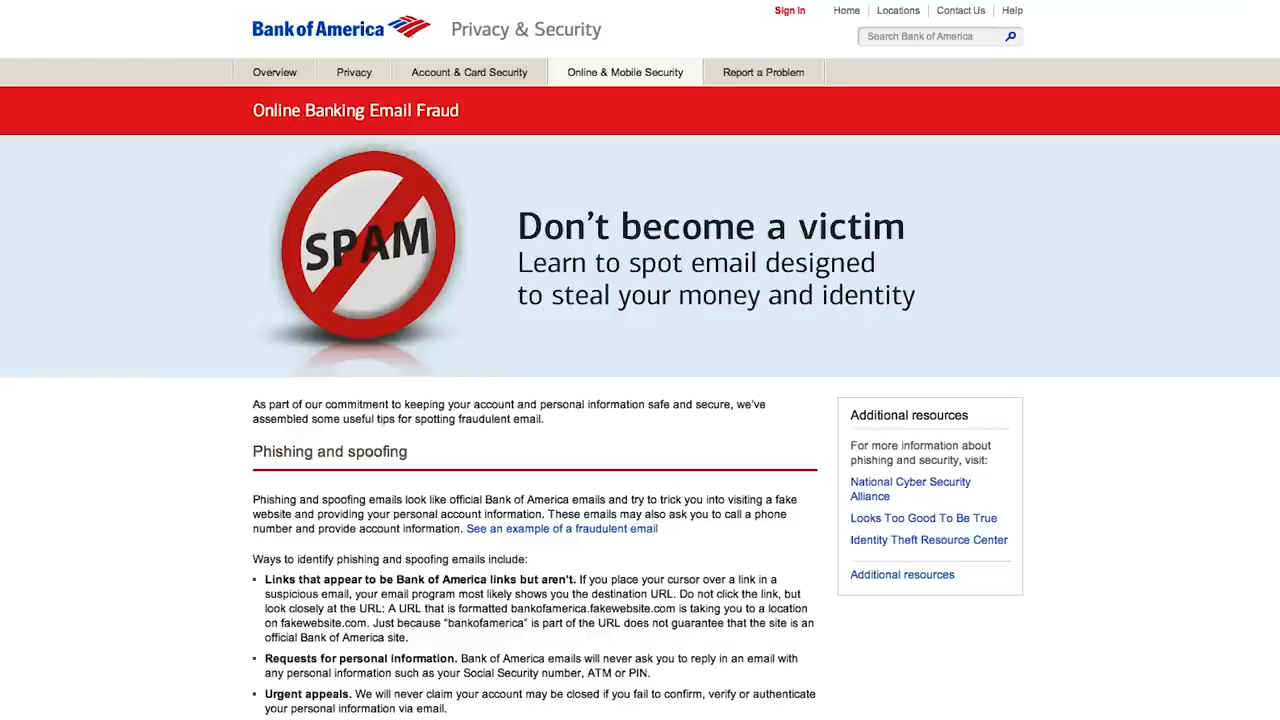 Bank of America
Privacy & Security
Sign In
Home
Locations
Contact Us
Help
Search Bank of America
Overview
Privacy
Account & Card Security
Online & Mobile Security
Report a Problem
Online Banking Email Fraud
SPAM
Don't become a victim
Learn to spot email designed
to steal your money and identity
As part of our commitment to keeping your account and personal information safe and secure, we've
assembled some useful tips for spotting fraudulent email.
Phishing and spoofing
Phishing and spoofing emails look like official Bank of America emails and try to trick you into visiting a fake
website and providing your personal account information. These emails may also ask you to call a phone
number and provide account information. See an example of a fraudulent email
Ways to identify phishing and spoofing emails include:
▪ Links that appear to be Bank of America links but aren't. If you place your cursor over a link in a
suspicious email, your email program most likely shows you the destination URL. Do not click the link, but
look closely at the URL: A URL that is formatted bankofamerica.fakewebsite.com is taking you to a location
on fakewebsite.com. Just because "bankofamerica" is part of the URL does not guarantee that the site is an
official Bank of America site.
▪ Requests for personal information. Bank of America emails will never ask you to reply in an email with
any personal information such as your Social Security number, ATM or PIN.
▪ Urgent appeals. We will never claim your account may be closed if you fail to confirm, verify or authenticate
your personal information via email.
Additional resources
For more information about
phishing and security, visit:
National Cyber Security
Alliance
Looks Too Good To Be True
Identity Theft Resource Center
Additional resources